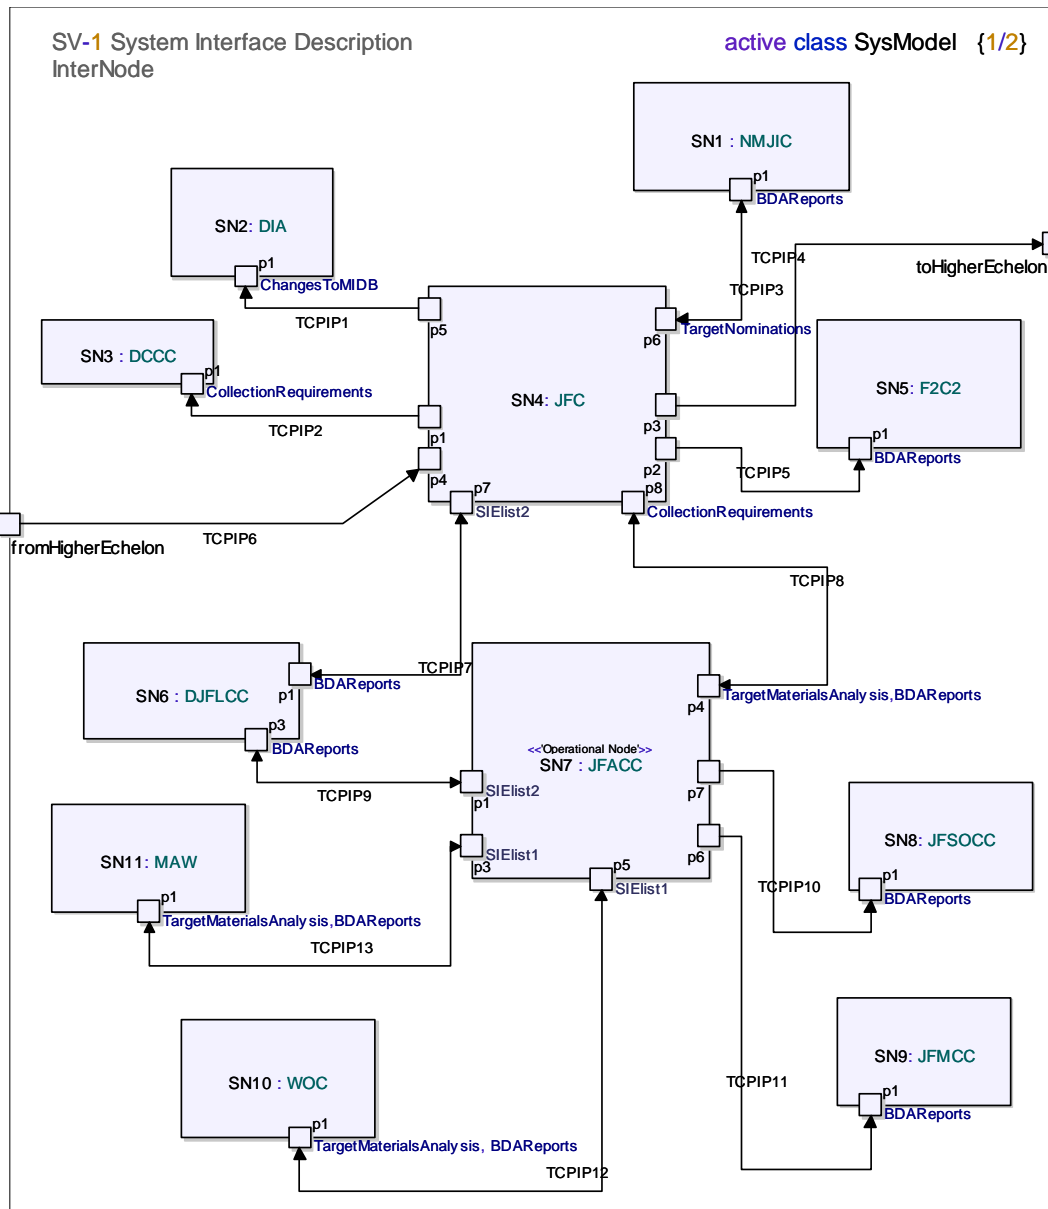 SV-1 System Interface Description
InterNode
active class SysModel {1/2}
SN1 : NMJIC
p1
BDAReports
SN2: DIA
p1
ChangesToMIDB
TCPIP4
toHigherEchelon
TCPIP3
TCPIP1
p5
TargetNominations
p6
SN3 : DCCC
p1
CollectionRequirements
SN4: JFC
SN5: F2C2
p1
BDAReports
TCPIP2
p1
p3
p4
p2
TCPIP5
p7
SIElist2
p8
CollectionRequirements
fromHigherEchelon
TCPIP6
TCPIP8
TCPIP7
SN6 : DJFLCC
p1
BDAReports
p3
BDAReports
p4
TargetMaterialsAnalysis,BDAReports
<<'Operational Node'>>
SN7 : JFACC
TCPIP9
SIElist2
p1
p7
SN8: JFSOCC
p1
BDAReports
SN11: MAW
p1
TargetMaterialsAnalysis,BDAReports
SIElist1
p3
p6
p5
SIElist1
TCPIP10
TCPIP13
SN9: JFMCC
p1
BDAReports
SN10 : WOC
p1
TargetMaterialsAnalysis, BDAReports
TCPIP11
TCPIP12